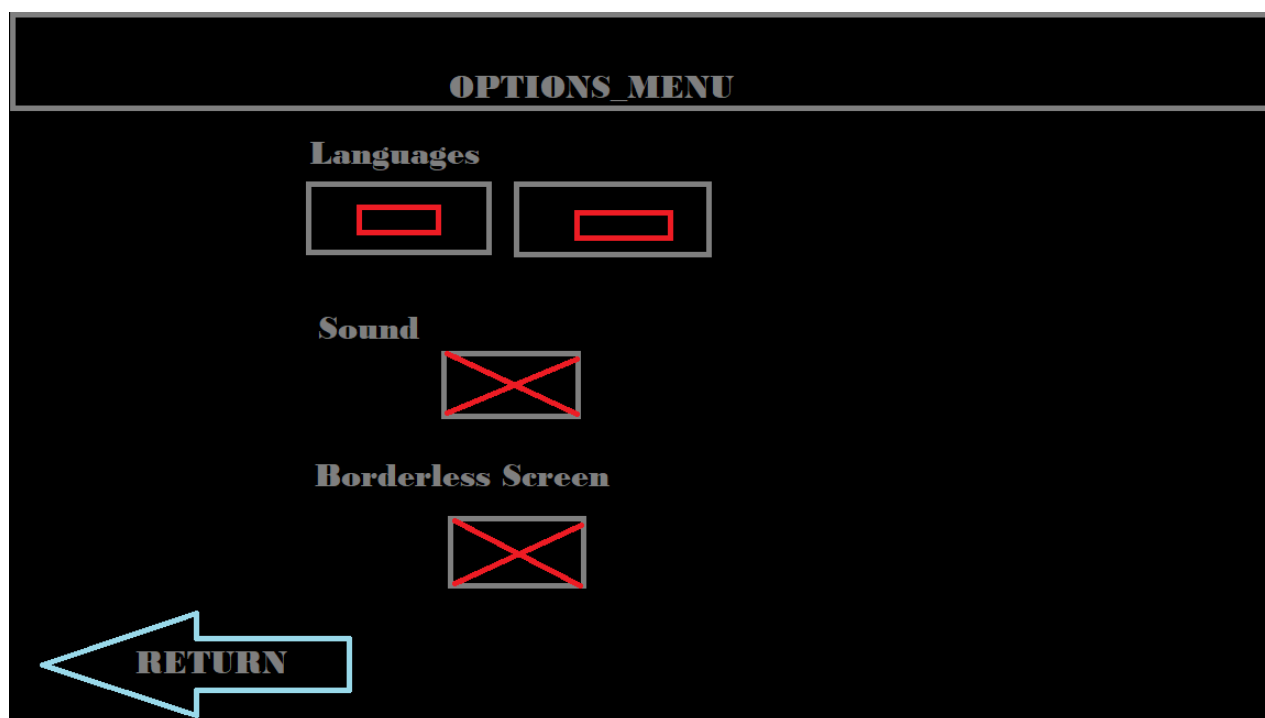 OPTIONS_MENU
Languages
Sound
Borderless Screen
RETURN